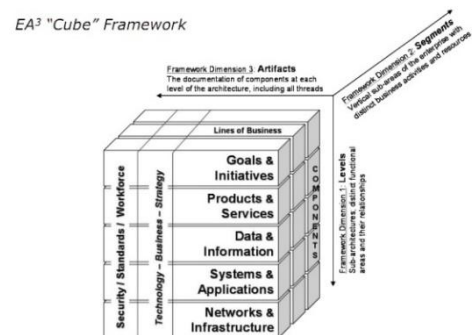 EA³ "Cube" Framework
Framework Dimension 3: Artifacts
The documentation of components at each
level of the architecture, including all threads
Framework Dimension 2: Segments
Vertical sub-areas of the enterprise with
distinct business activities and resources
Lines of Business
Security / Standards / Workforce
Technology – Business – Strategy
Goals &
Initiatives
Products &
Services
Data &
Information
Systems &
Applications
Networks &
Infrastructure
COMPONENTS
Framework Dimension 1: Levels
Sub-architectures, distinct functional
areas and their relationships